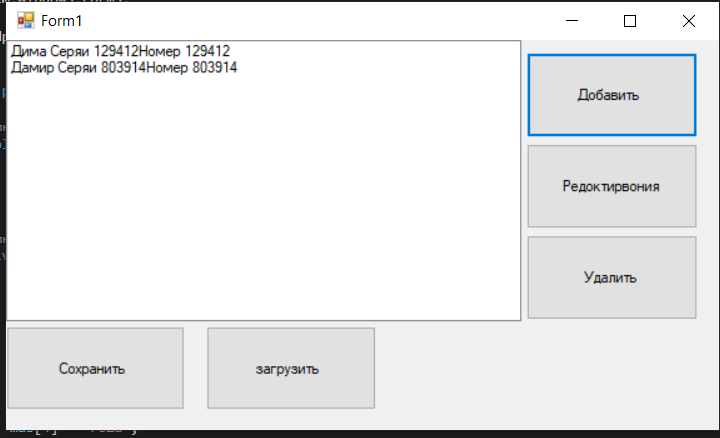 Form1
Дима Серяи 129412Номер 129412
Дамир Серяи 803914Номер 803914
Добавить
Редоктирвония
Удалить
Сохранить
загрузить